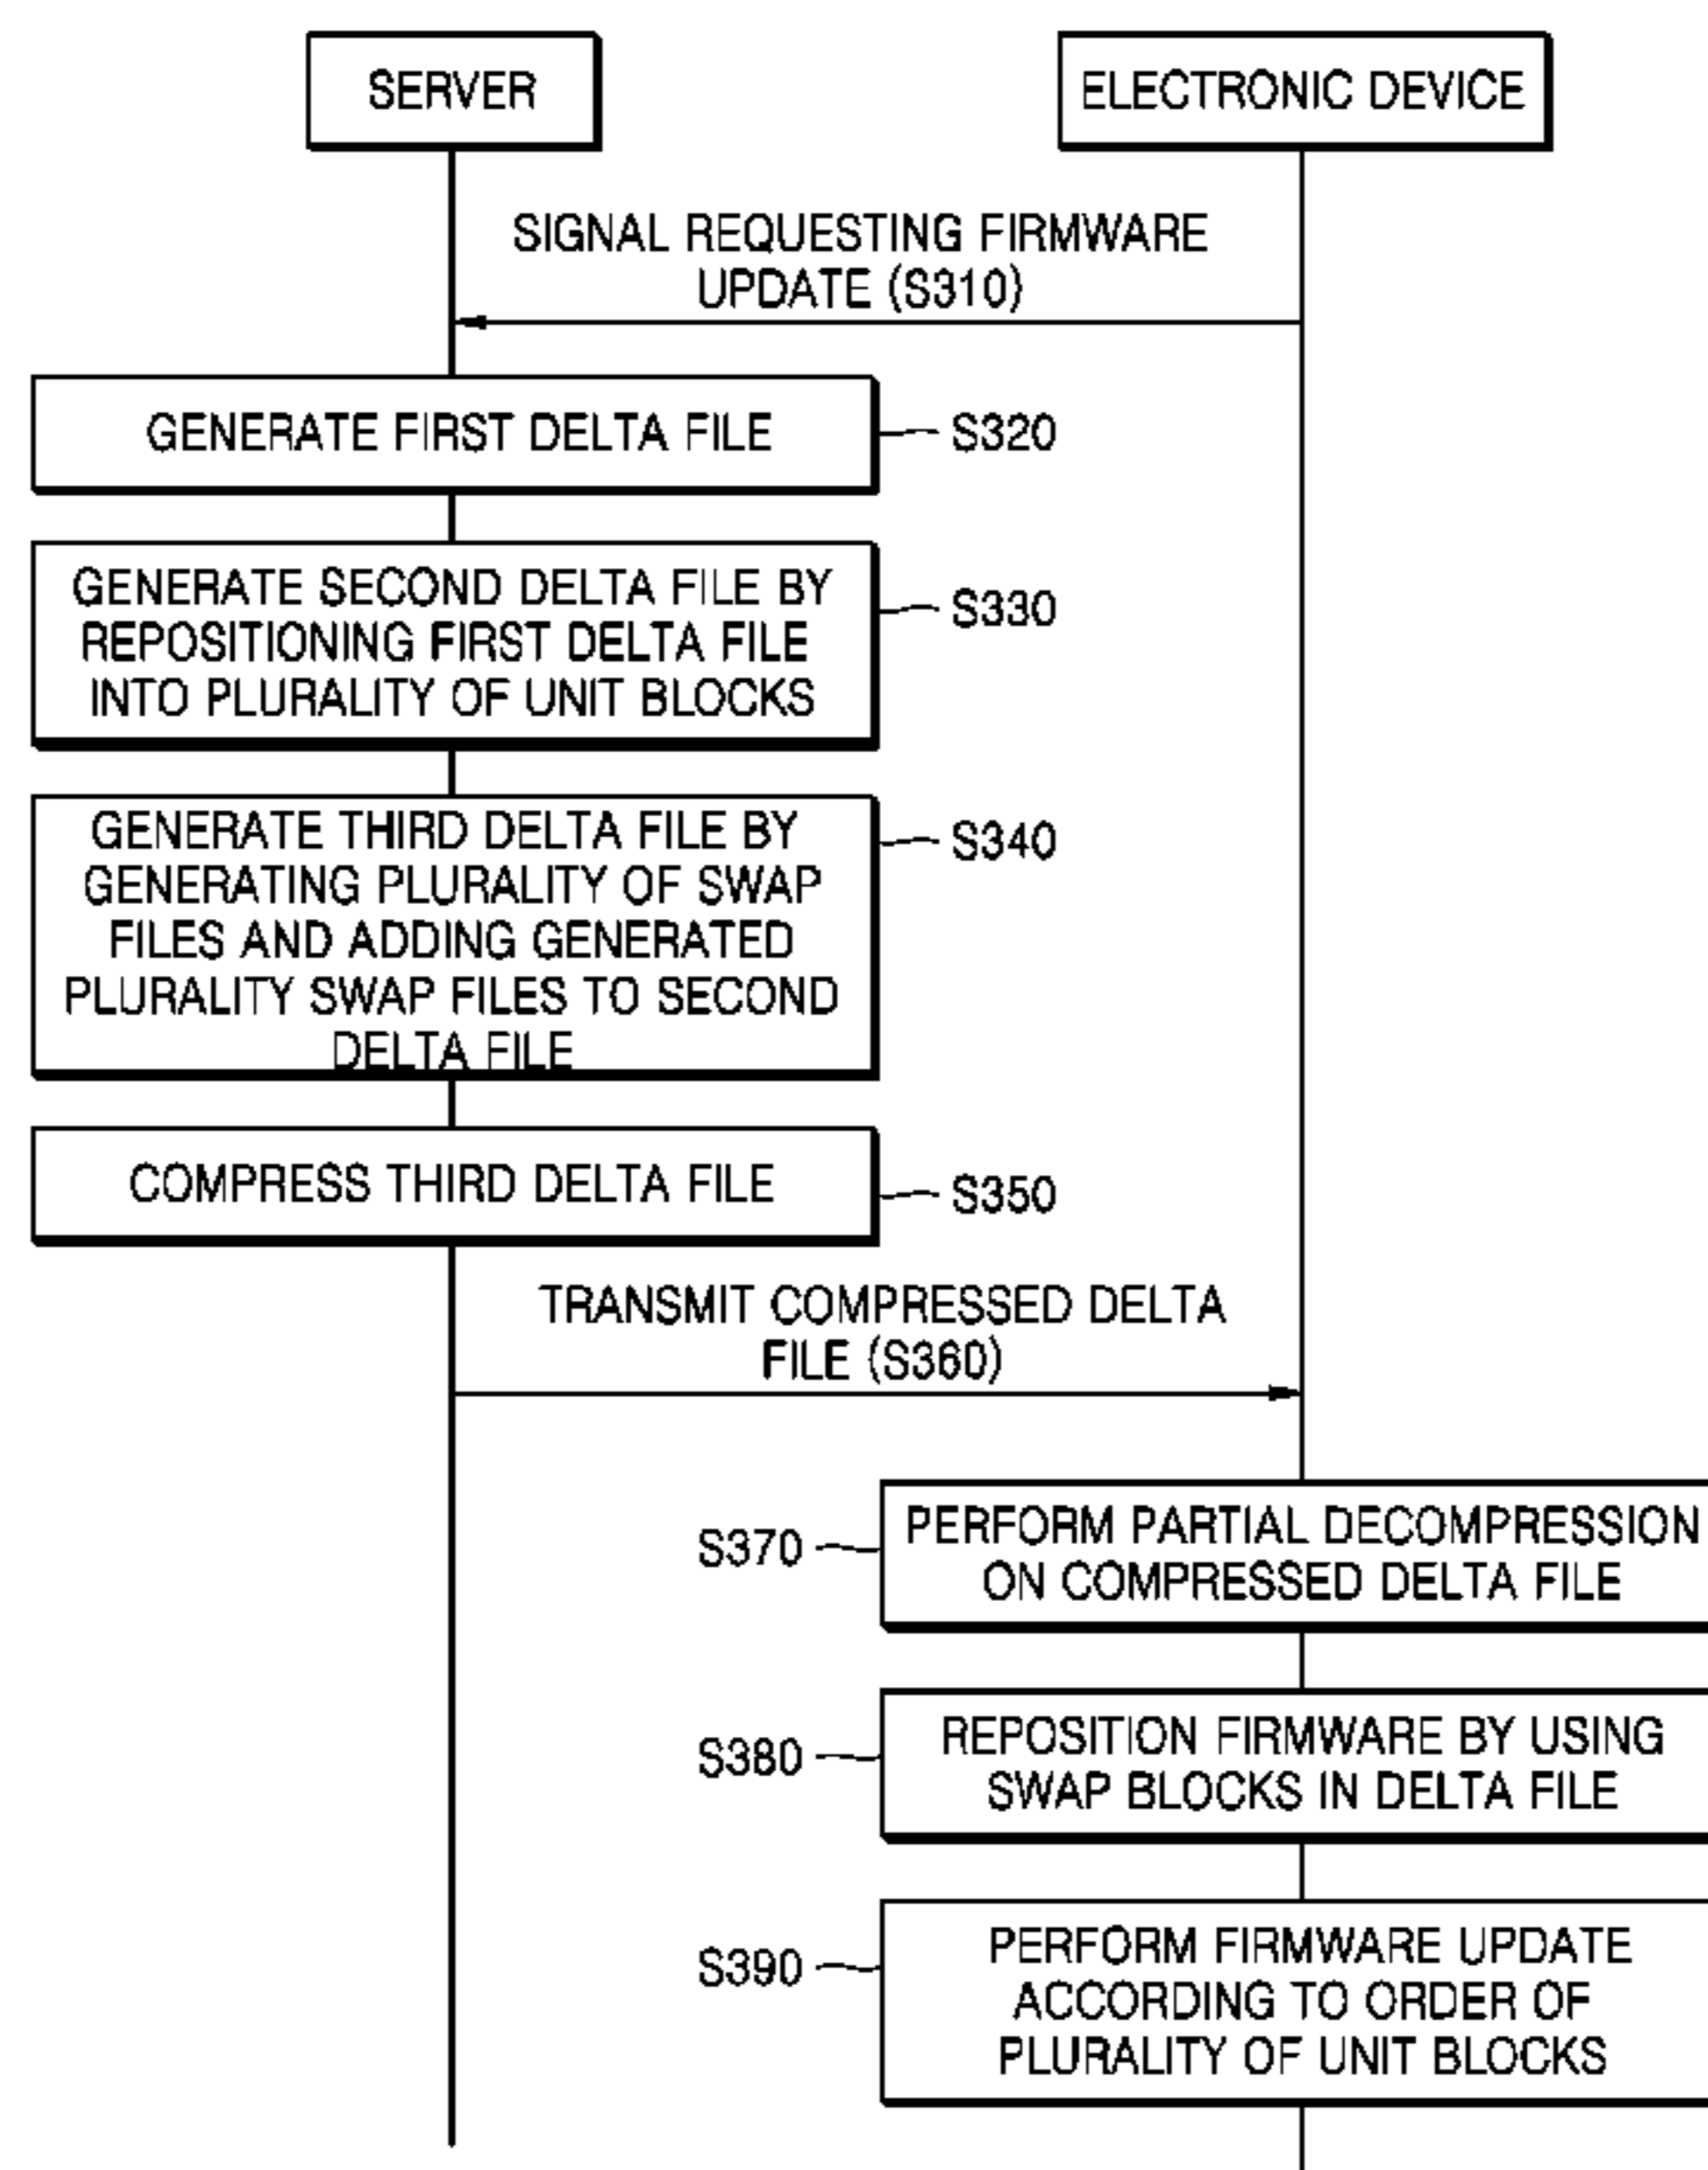 SERVER
ELECTRONIC DEVICE
SIGNAL REQUESTING FIRMWARE
UPDATE (S310)
GENERATE FIRST DELTA FILE
S320
GENERATE SECOND DELTA FILE BY
REPOSITIONING FIRST DELTA FILE
INTO PLURALITY OF UNIT BLOCKS
S330
GENERATE THIRD DELTA FILE BY
GENERATING PLURALITY OF SWAP
FILES AND ADDING GENERATED
PLURALITY SWAP FILES TO SECOND
DELTA FILE
S340
COMPRESS THIRD DELTA FILE
S350
TRANSMIT COMPRESSED DELTA
FILE (S360)
S370
PERFORM PARTIAL DECOMPRESSION
ON COMPRESSED DELTA FILE
S380
REPOSITION FIRMWARE BY USING
SWAP BLOCKS IN DELTA FILE
S390
PERFORM FIRMWARE UPDATE
ACCORDING TO ORDER OF
PLURALITY OF UNIT BLOCKS